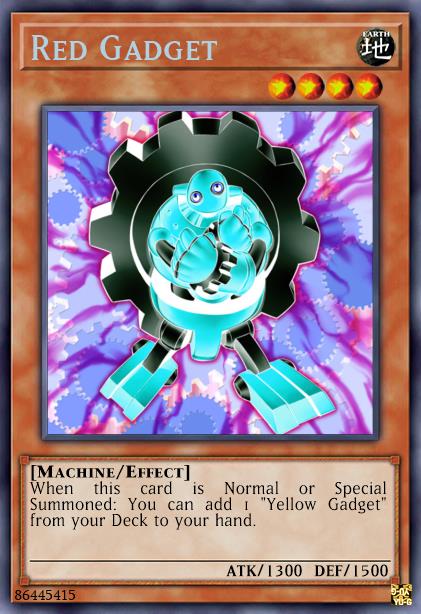 Red Gadget
EARTH
地
[Machine/Effect]
When this card is Normal or Special
Summoned: You can add 1 "Yellow Gadget"
from your Deck to your hand.
ATK/1300 DEF/1500
86445415